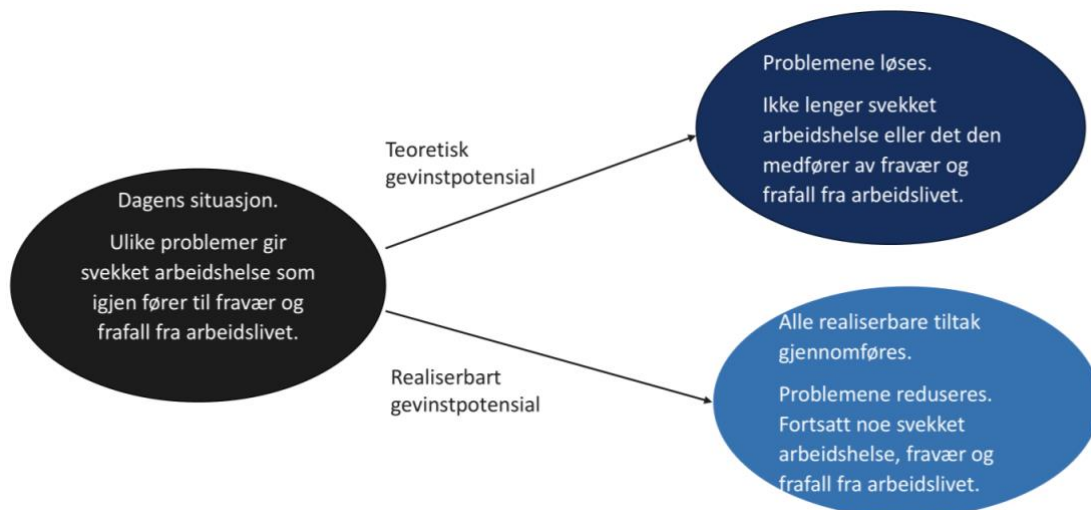 Dagens situasjon.
Ulike problemer gir
svekket arbeidshelse som
igjen fører til fravær og
frafall fra arbeidslivet.
Teoretisk
gevinstpotensial
Problemene løses.
Ikke lenger svekket
arbeidshelse eller det den
medfører av fravær og
frafall fra arbeidslivet.
Realiserbart
gevinstpotensial
Alle realiserbare tiltak
gjennomføres.
Problemene reduseres.
Fortsatt noe svekket
arbeidshelse, fravær og
frafall fra arbeidslivet.